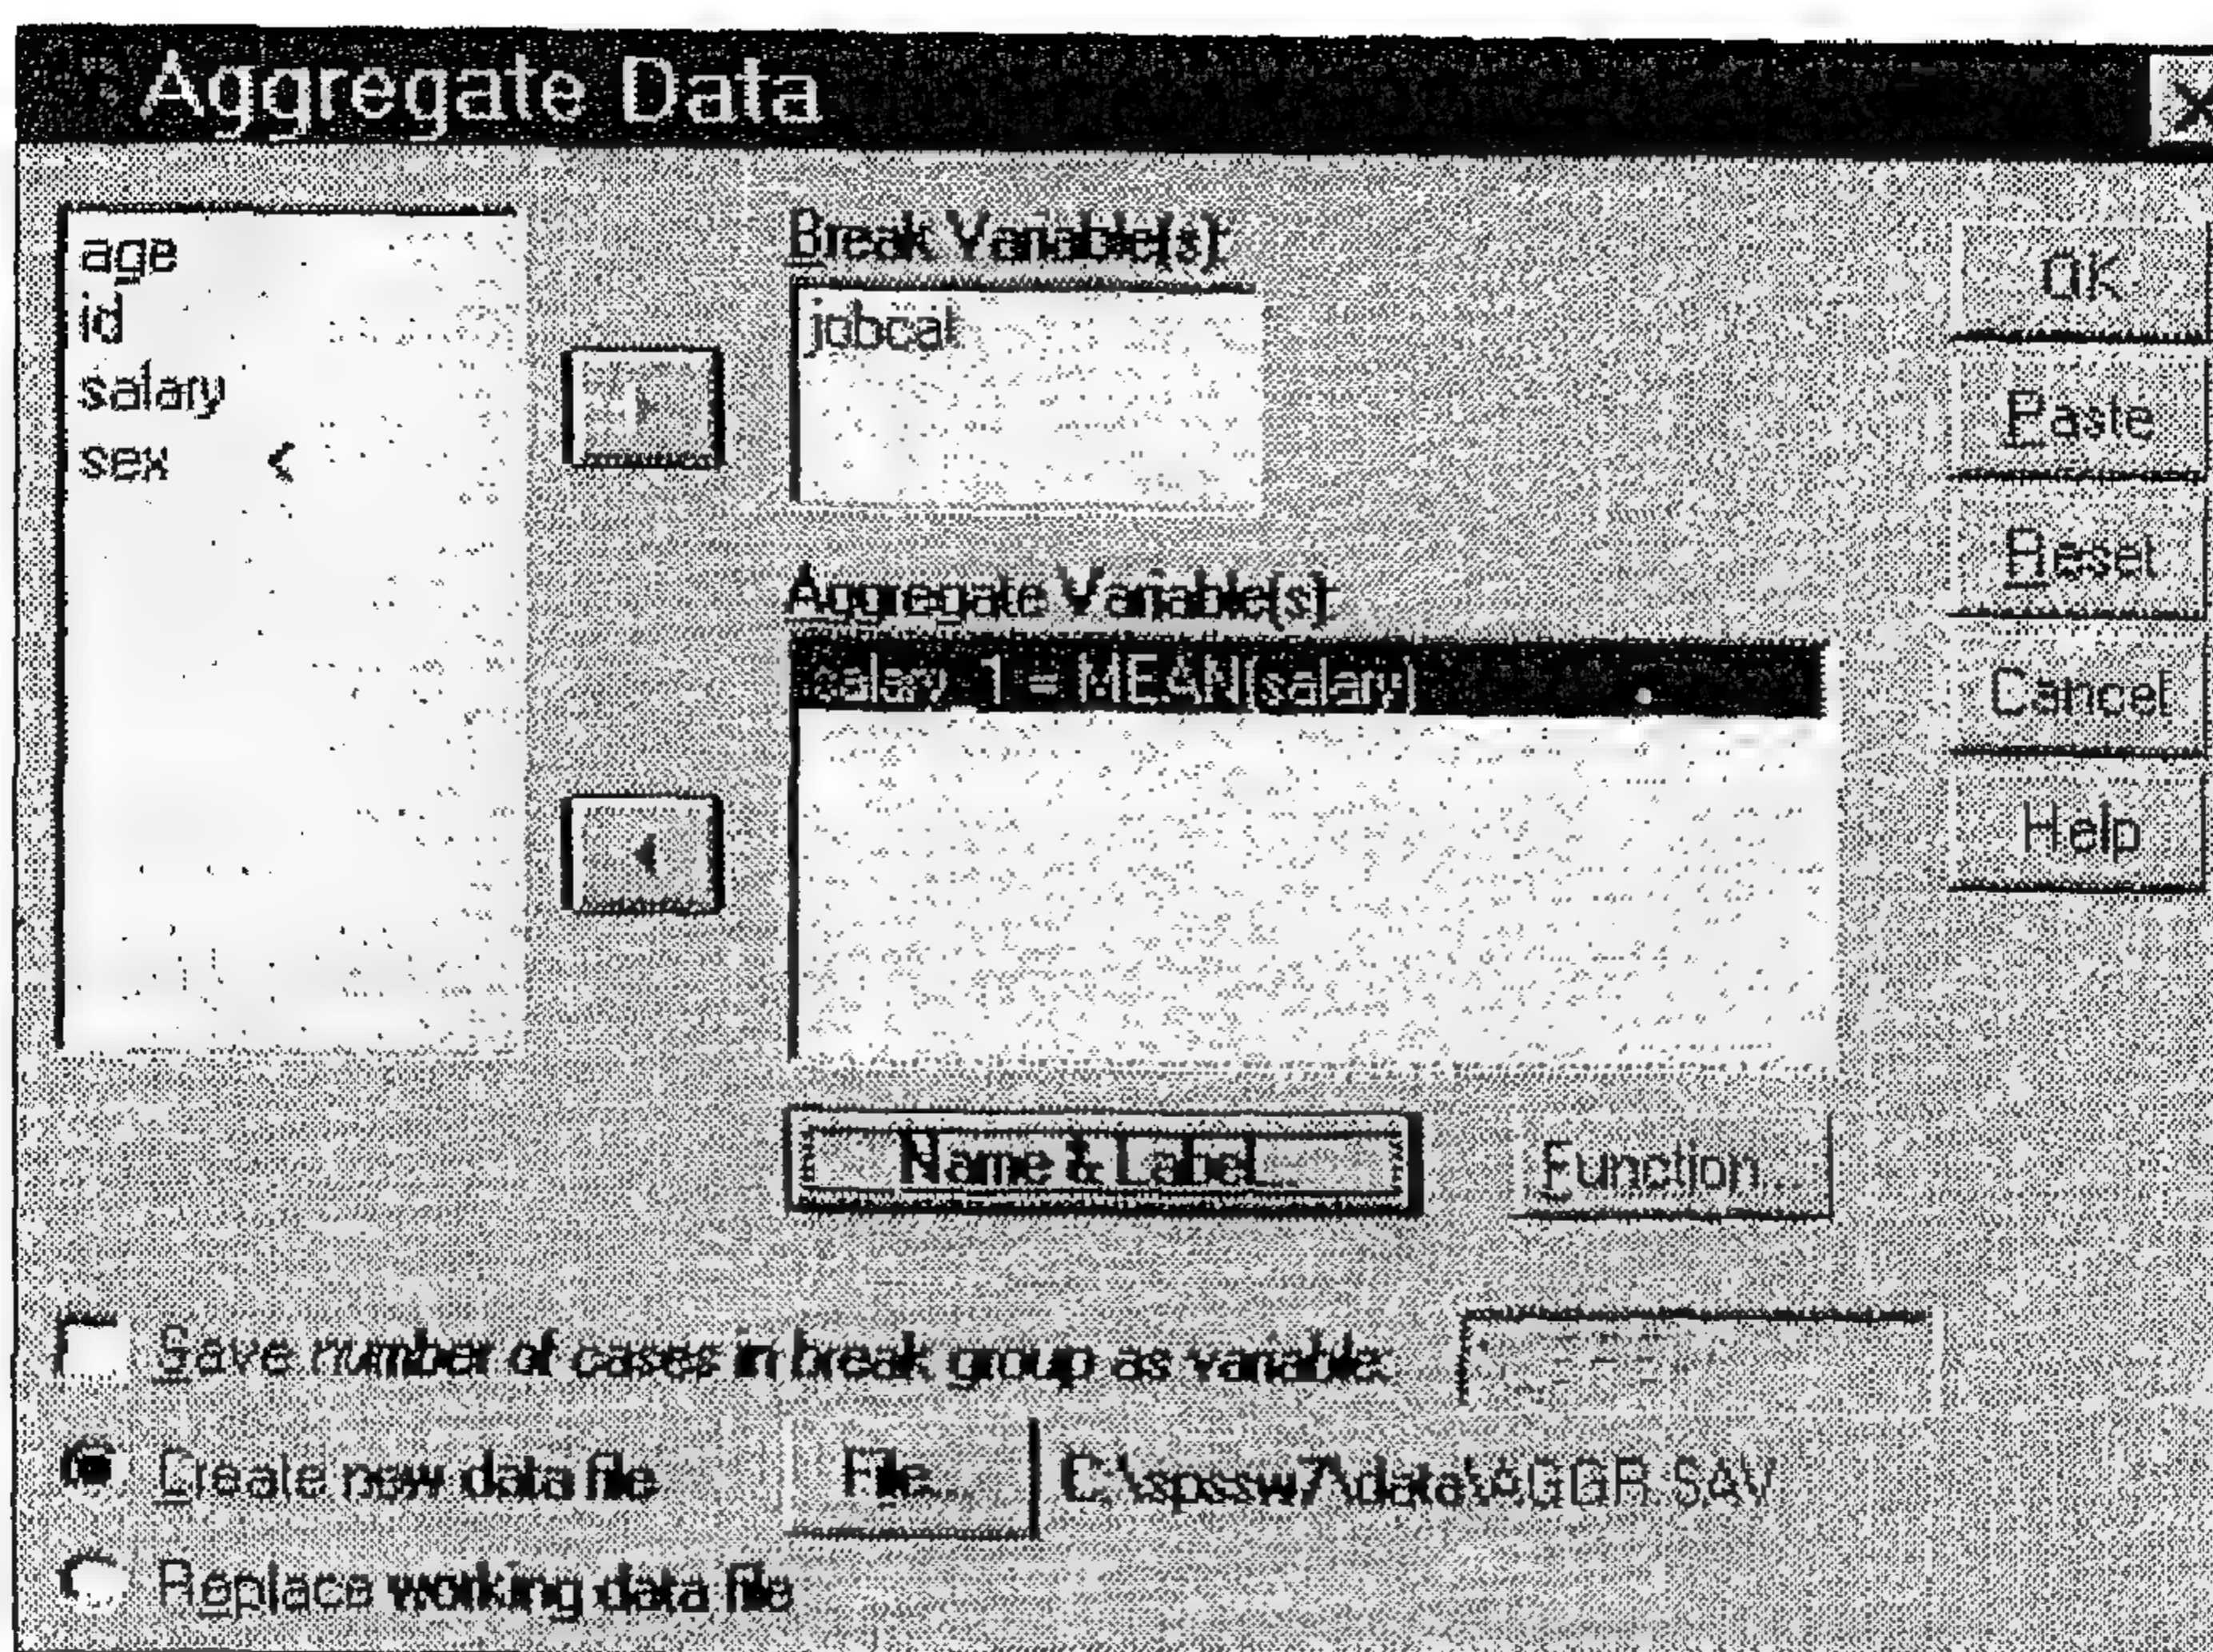 Aggregate Data
age
id
salary
sex
Break Variable(s):
jobcat
Aggregate Variable(s):
salary_1 = MEAN(salary)
Name & Label...
Function...
OK
Paste
Reset
Cancel
Help
Save number of cases in break group as variable:
Create new data file
File...
C:\spssw7\data\AGGR.SAV
Replace working data file